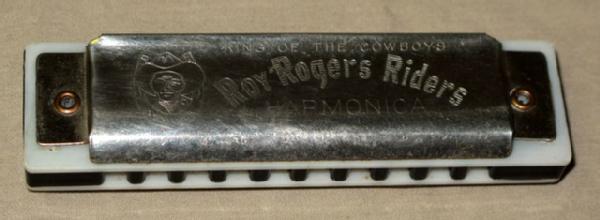 KING OF THE COWBOYS
Roy Rogers Riders
HARMONICA